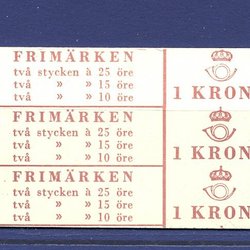 FRIMÄRKEN
två stycken à 25 öre
två » » 15 öre
två » » 10 öre
1 KRON
FRIMÄRKEN
två stycken à 25 öre
två » » 15 öre
två » » 10 öre
1 KRON
FRIMÄRKEN
två stycken à 25 öre
två » » 15 öre
två » » 10 öre
1 KRON